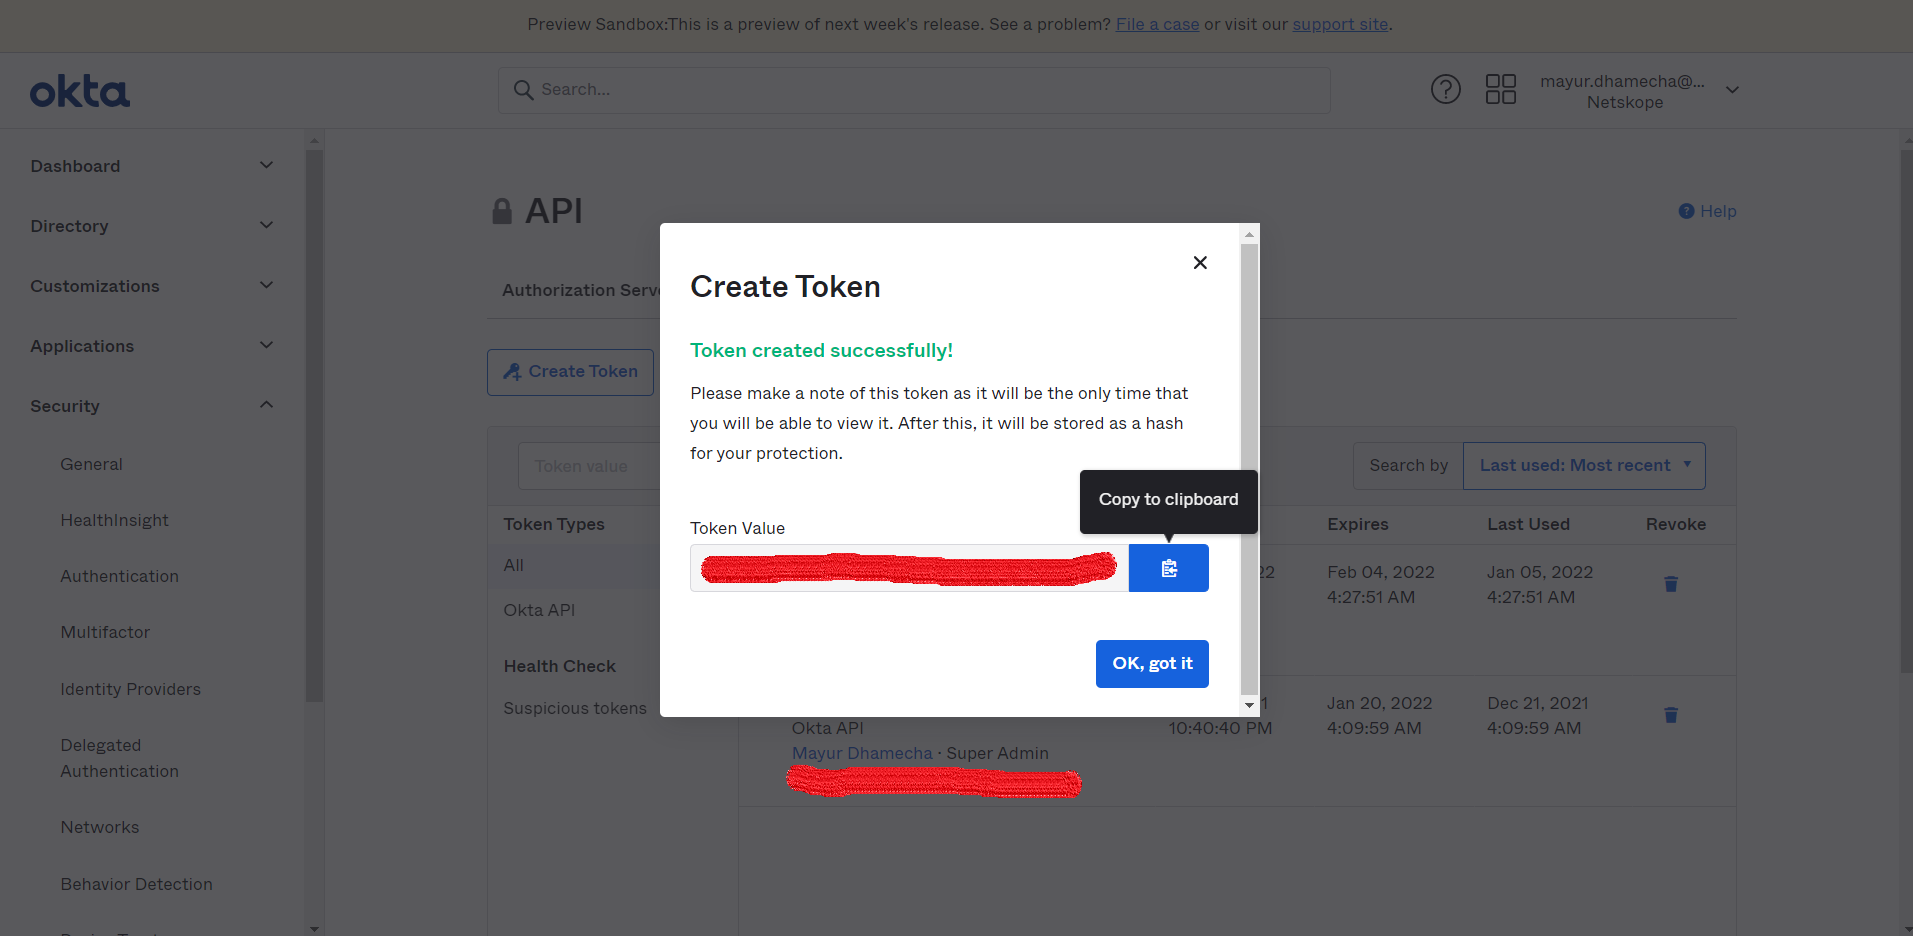 Preview Sandbox:This is a preview of next week's release. See a problem? File a case or visit our support site.
okta
Search...
mayur.dhamecha@...
Netskope
Dashboard
Directory
Customizations
Applications
Security
General
HealthInsight
Authentication
Multifactor
Identity Providers
Delegated
Authentication
Networks
Behavior Detection
API
Help
Authorization Serve
Create Token
Token value
Search by
Last used: Most recent
Token Types
All
Okta API
Health Check
Suspicious tokens
Expires
Last Used
Revoke
22
Feb 04, 2022
4:27:51 AM
Jan 05, 2022
4:27:51 AM
1
10:40:40 PM
Jan 20, 2022
4:09:59 AM
Dec 21, 2021
4:09:59 AM
Okta API
Mayur Dhamecha · Super Admin
Create Token
Token created successfully!
Please make a note of this token as it will be the only time that
you will be able to view it. After this, it will be stored as a hash
for your protection.
Copy to clipboard
Token Value
OK, got it